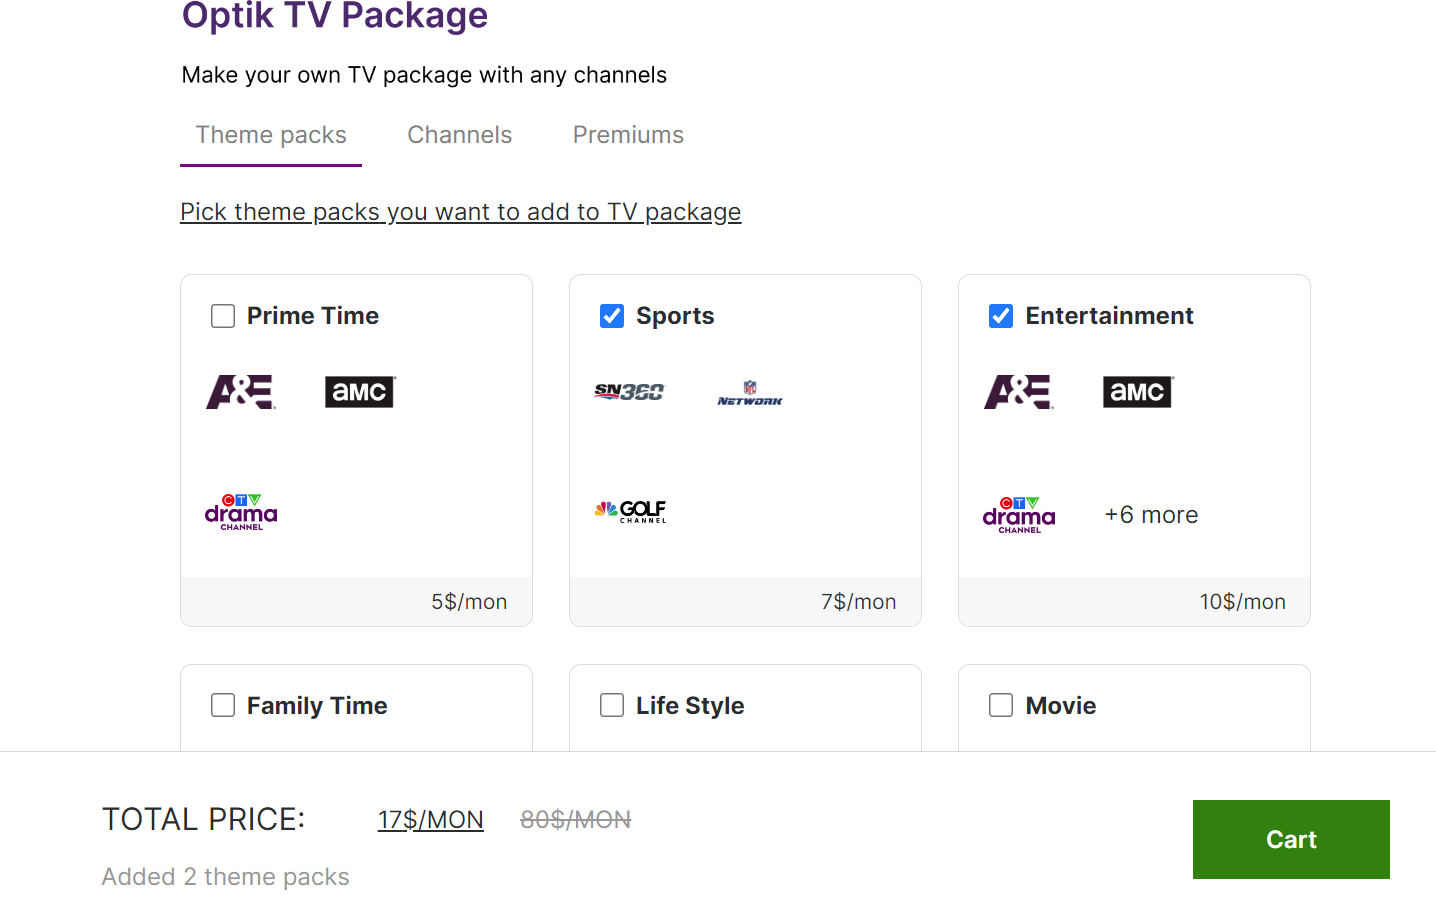 Optik TV Package
Make your own TV package with any channels
Theme packs Channels Premiums
Pick theme packs you want to add to TV package
Prime Time Sports Entertainment
A&E aMC SN360 NFL NETWORK A&E aMC
CTV drama CHANNEL GOLF CHANNEL CTV drama CHANNEL +6 more
5$/mon 7$/mon 10$/mon
Family Time Life Style Movie
TOTAL PRICE: 17$/MON 80$/MON
Cart
Added 2 theme packs